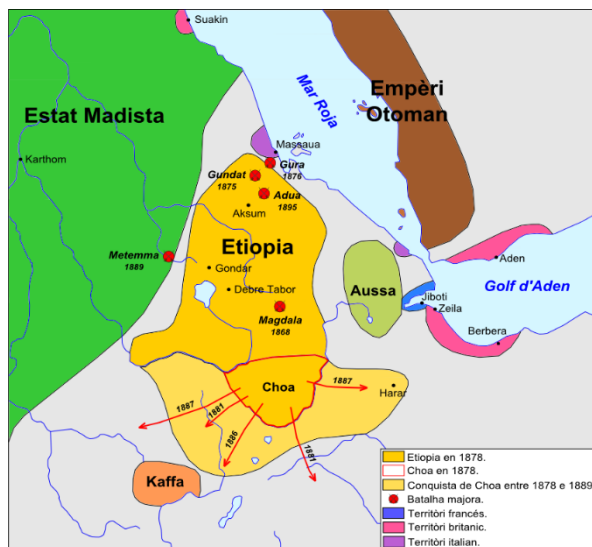 Suakin
Estat Madista
Mar Roja
Empèri
Otoman
Karthom
Massaua
Gundat
1875
Gura
1876
Adua
1895
Aksum
Etiopia
Metemma
1889
Gondar
Debre Tabor
Magdala
1868
Aussa
Aden
Golf d'Aden
Jiboti
Zeila
Berbera
Choa
1887
Harar
1887
1881
1886
1881
Kaffa
Etiopia en 1878.
Choa en 1878.
Conquista de Choa entre 1878 e 1889
Batalha majora.
Territòri francés.
Territòri britanic.
Territòri italian.